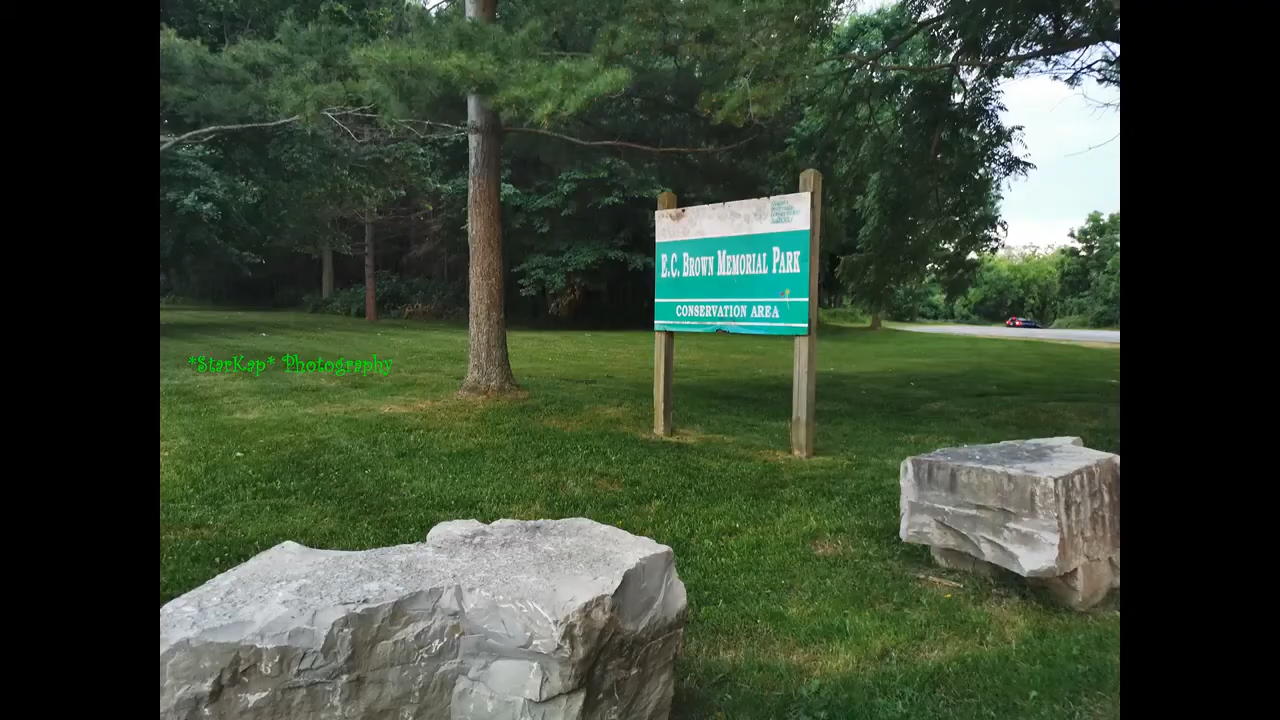 E.C. BROWN MEMORIAL PARK
CONSERVATION AREA
*StarKap* Photography